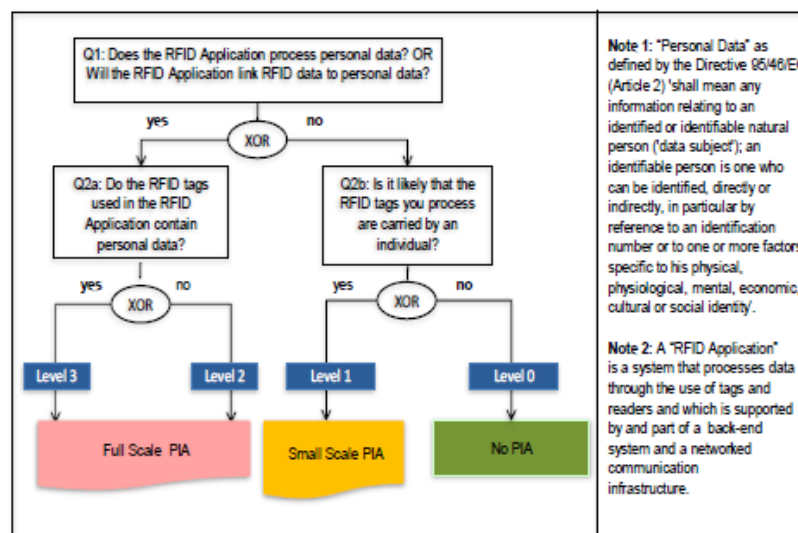 Q1: Does the RFID Application process personal data? OR
Will the RFID Application link RFID data to personal data?
yes
no
XOR
Q2a: Do the RFID tags
used in the RFID
Application contain
personal data?
Q2b: Is it likely that the
RFID tags you process
are carried by an
individual?
yes
no
XOR
yes
no
XOR
Level 3
Level 2
Level 1
Level 0
Full Scale PIA
Small Scale PIA
No PIA
Note 1: "Personal Data" as
defined by the Directive 95/46/EC
(Article 2) 'shall mean any
information relating to an
identified or identifiable natural
person ('data subject'); an
identifiable person is one who
can be identified, directly or
indirectly, in particular by
reference to an identification
number or to one or more factors
specific to his physical,
physiological, mental, economic,
cultural or social identity'.
Note 2: A "RFID Application"
is a system that processes data
through the use of tags and
readers and which is supported
by and part of a back-end
system and a networked
communication
infrastructure.